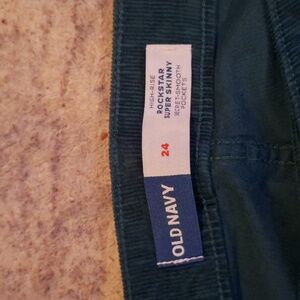 HIGH-RISE
ROCKSTAR
SUPER SKINNY
SECRET-SMOOTH
POCKETS
24
OLD NAVY